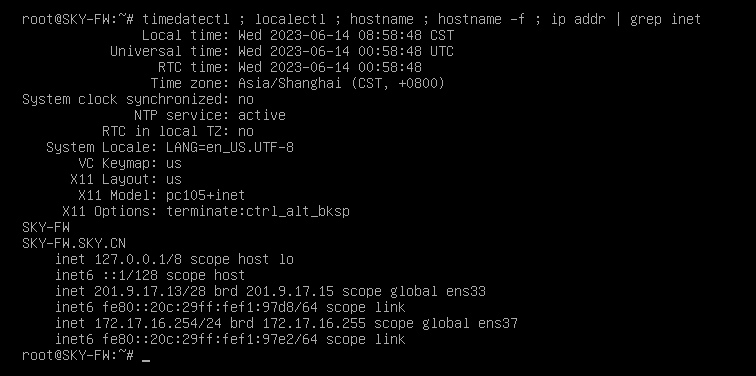 root@SKY-FW:~# timedatectl ; localectl ; hostname ; hostname -f ; ip addr | grep inet
Local time: Wed 2023-06-14 08:58:48 CST
Universal time: Wed 2023-06-14 00:58:48 UTC
RTC time: Wed 2023-06-14 00:58:48
Time zone: Asia/Shanghai (CST, +0800)
System clock synchronized: no
NTP service: active
RTC in local TZ: no
System Locale: LANG=en_US.UTF-8
VC Keymap: us
X11 Layout: us
X11 Model: pc105+inet
X11 Options: terminate:ctrl_alt_bksp
SKY-FW
SKY-FW.SKY.CN
inet 127.0.0.1/8 scope host lo
inet6 ::1/128 scope host
inet 201.9.17.13/28 brd 201.9.17.15 scope global ens33
inet6 fe80::20c:29ff:fef1:97d8/64 scope link
inet 172.17.16.254/24 brd 172.17.16.255 scope global ens37
inet6 fe80::20c:29ff:fef1:97e2/64 scope link
root@SKY-FW:~# _